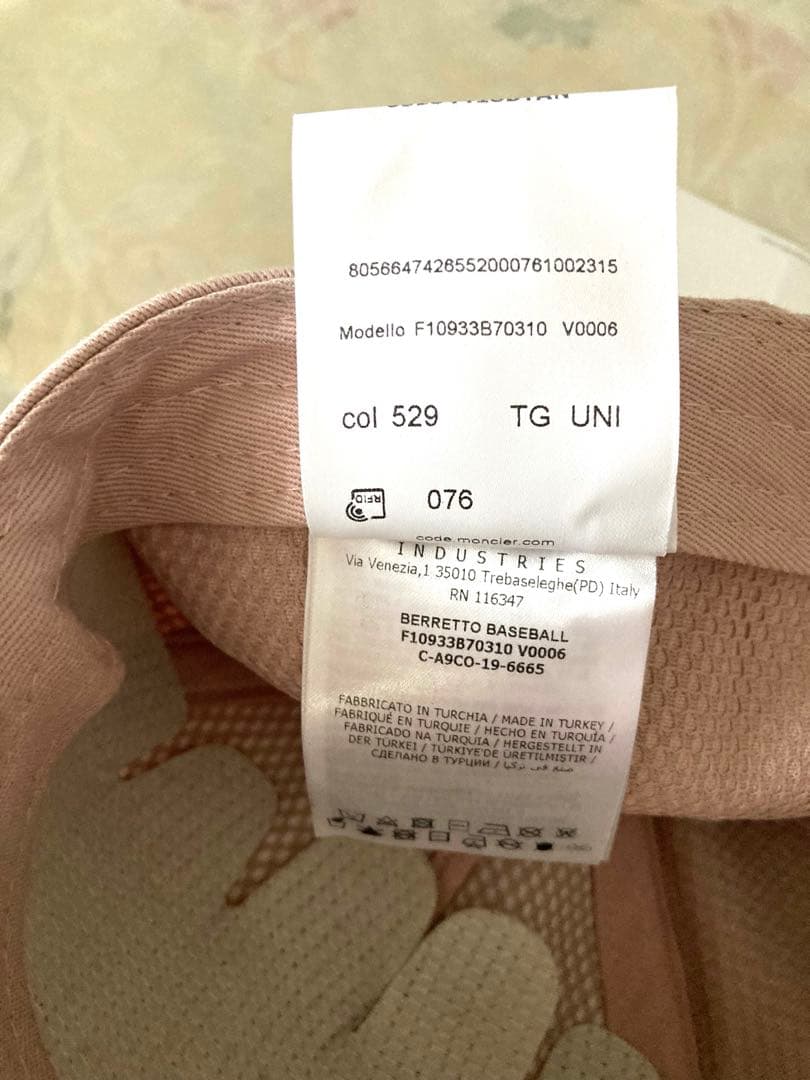 8056647426552000761002315
Modello F10933B70310 V0006
col 529 TG UNI
RFID 076
code.moncler.com
INDUSTRIES
Via Venezia,1 35010 Trebaseleghe(PD) Italy
RN 116347
BERRETTO BASEBALL
F10933B70310 V0006
C-A9CO-19-6665
FABBRICATO IN TURCHIA / MADE IN TURKEY /
FABRIQUÉ EN TURQUIE / HECHO EN TURQUÍA /
FABRICADO NA TURQUIA / HERGESTELLT IN
DER TÜRKEI / TÜRKİYE'DE ÜRETİLMİŞTİR /
СДЕЛАНО В ТУРЦИИ / صنع في تركيا